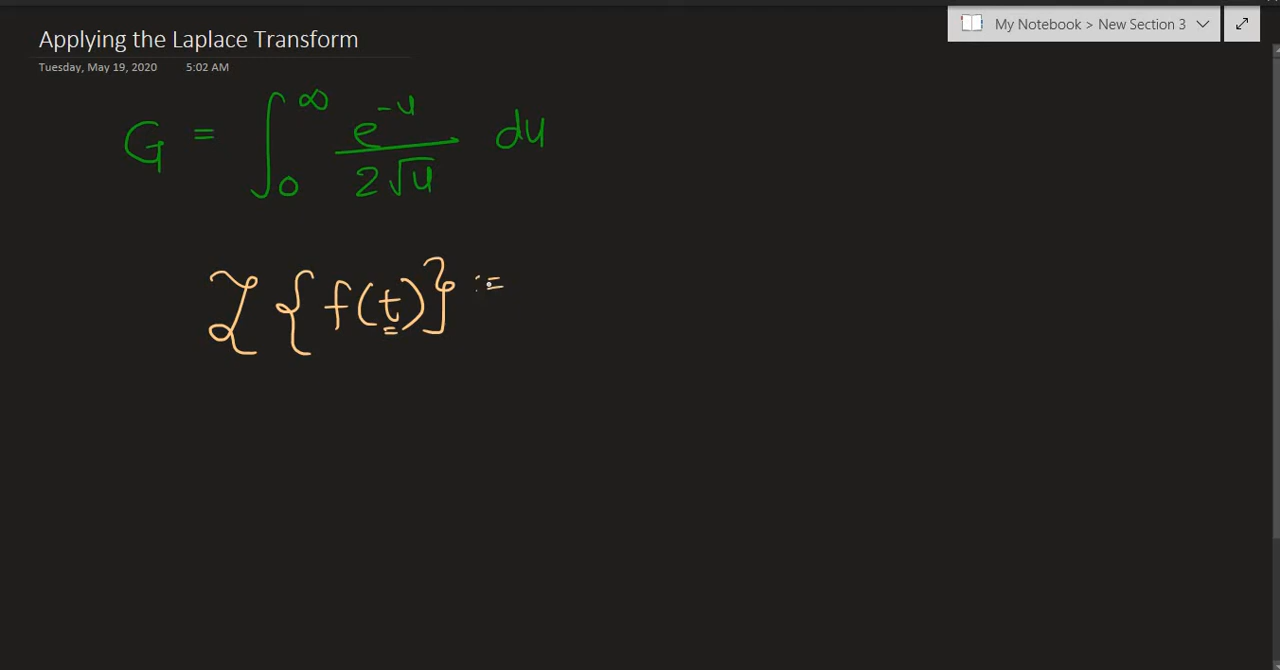 Applying the Laplace Transform
My Notebook > New Section 3
Tuesday, May 19, 2020 5:02 AM
G = ∫₀^∞ e^(-u) / (2√u) du
ℒ{f(t)} :=